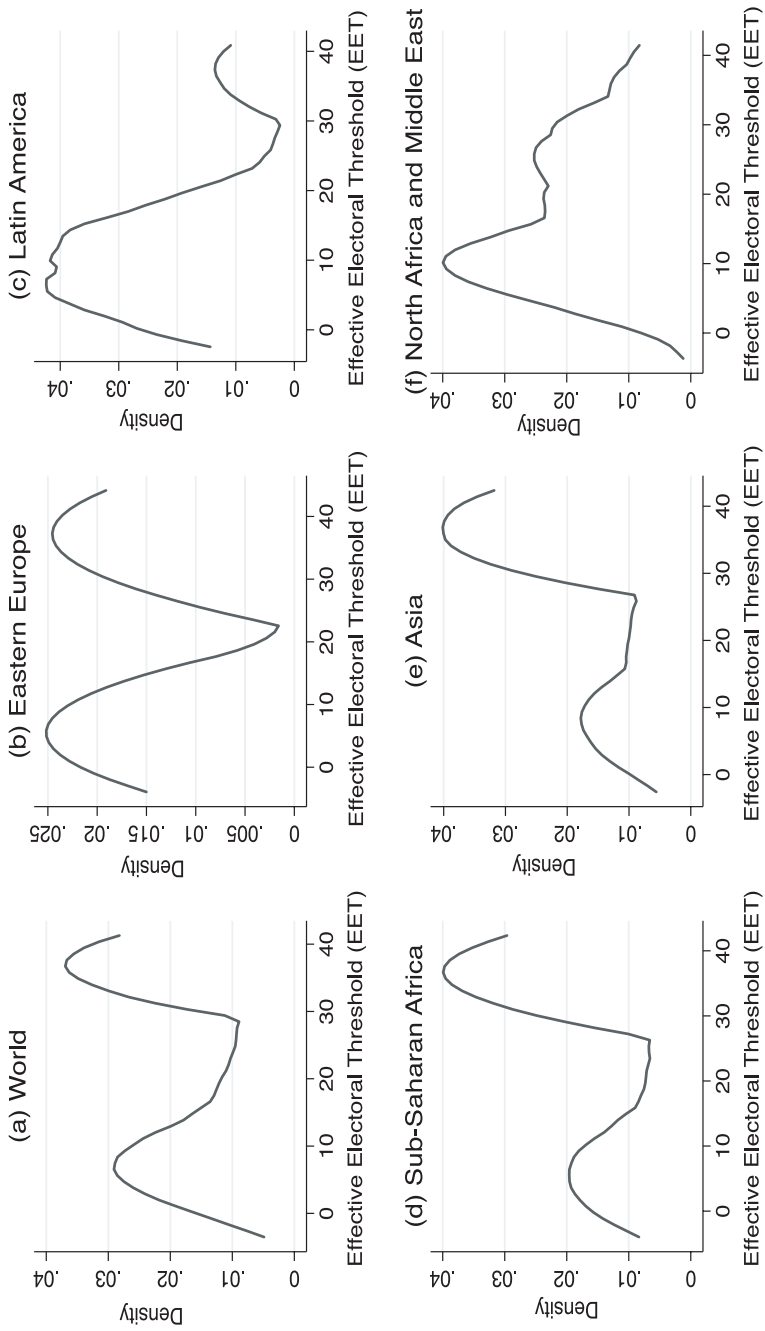 (a) World
Density
.04
.03
.02
.01
0
0 10 20 30 40
Effective Electoral Threshold (EET)
(b) Eastern Europe
Density
.025
.02
.015
.01
.005
0
0 10 20 30 40
Effective Electoral Threshold (EET)
(c) Latin America
Density
.04
.03
.02
.01
0
0 10 20 30 40
Effective Electoral Threshold (EET)
(d) Sub-Saharan Africa
Density
.04
.03
.02
.01
0
0 10 20 30 40
Effective Electoral Threshold (EET)
(e) Asia
Density
.04
.03
.02
.01
0
0 10 20 30 40
Effective Electoral Threshold (EET)
(f) North Africa and Middle East
Density
.04
.03
.02
.01
0
0 10 20 30 40
Effective Electoral Threshold (EET)